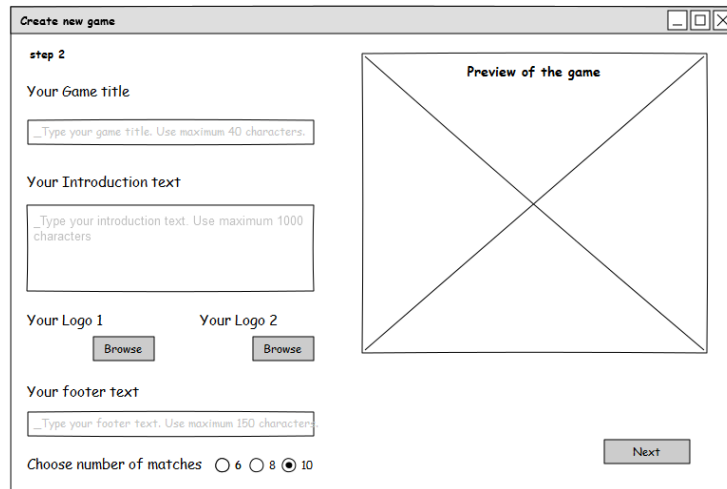 Create new game
step 2
Preview of the game
Your Game title
_Type your game title. Use maximum 40 characters.
Your Introduction text
_Type your introduction text. Use maximum 1000
characters
Your Logo 1
Your Logo 2
Browse
Browse
Your footer text
_Type your footer text. Use maximum 150 characters.
Choose number of matches 6 8 10
Next